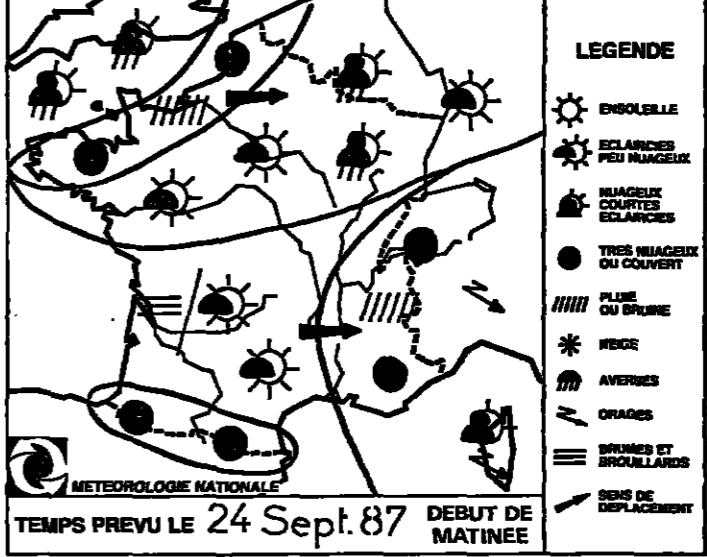 LEGENDE
ENSOLEILLE
ECLAIRCIES
PEU NUAGEUX
NUAGEUX
COURTES
ECLAIRCIES
TRES NUAGEUX
OU COUVERT
PLUIE
OU BRUINE
NEIGE
AVERSES
ORAGES
BRUMES ET
BROUILLARDS
SENS DE
DEPLACEMENT
METEOROLOGIE NATIONALE
TEMPS PREVU LE 24 Sept. 87 DEBUT DE
MATINEE